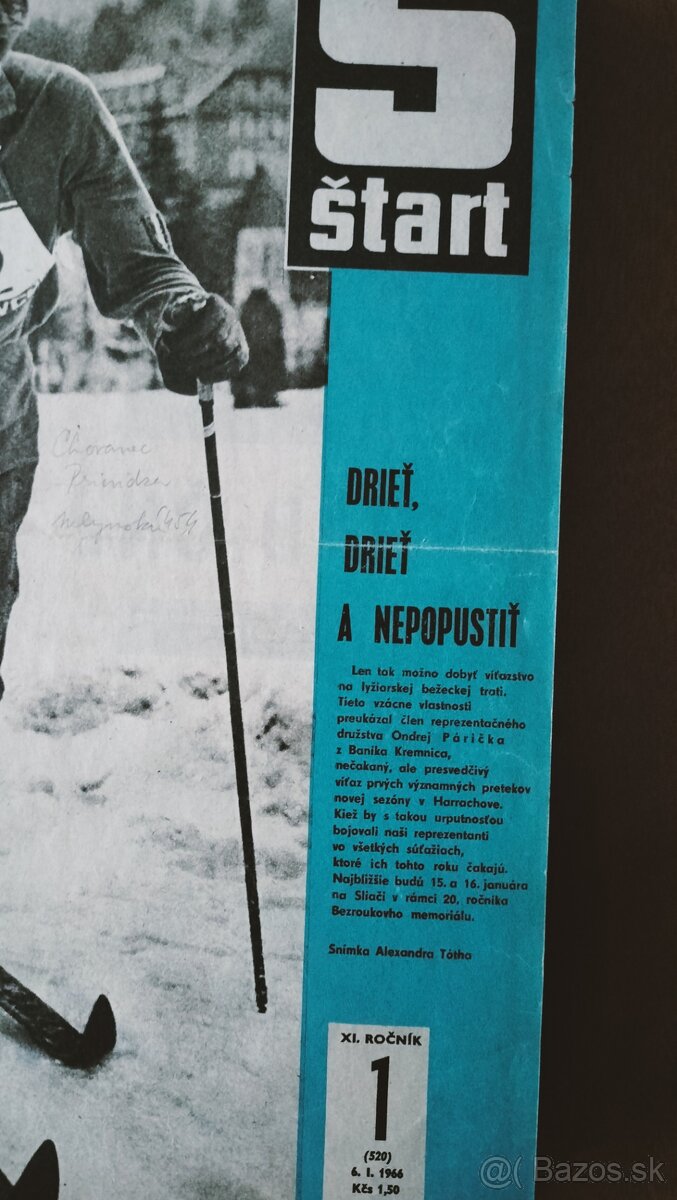 S
štart
Chovanec
DRIEŤ,
DRIEŤ
A NEPOPUSTIŤ
Len tak možno dobyť víťazstvo
na lyžiarskej bežeckej trati.
Tieto vzácne vlastnosti
preukázal člen reprezentačného
družstva Ondrej Párička
z Baníka Kremnica,
nečakaný, ale presvedčivý
víťaz prvých významných pretekov
novej sezóny v Harrachove.
Kiež by s takou urputnosťou
bojovali naši reprezentanti
vo všetkých súťažiach,
ktoré ich tohto roku čakajú.
Najbližšie budú 15. a 16. januára
na Sliači v rámci 20. ročníka
Bezroukovho memoriálu.
Snímka Alexandra Tótha
XI. ROČNÍK
1
(520)
6. I. 1966
Kčs 1,50
@( Bazos.sk